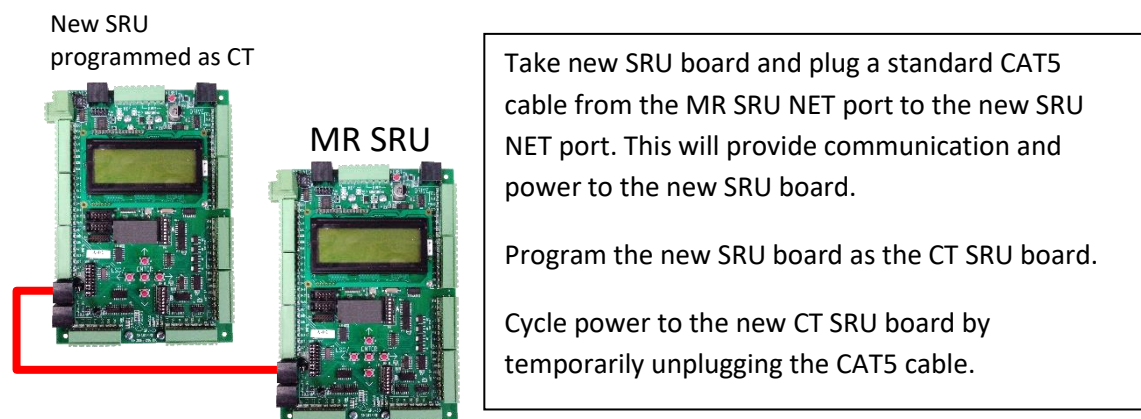 New SRU
programmed as CT
MR SRU
Take new SRU board and plug a standard CAT5
cable from the MR SRU NET port to the new SRU
NET port. This will provide communication and
power to the new SRU board.
Program the new SRU board as the CT SRU board.
Cycle power to the new CT SRU board by
temporarily unplugging the CAT5 cable.
ENTER
ENTER